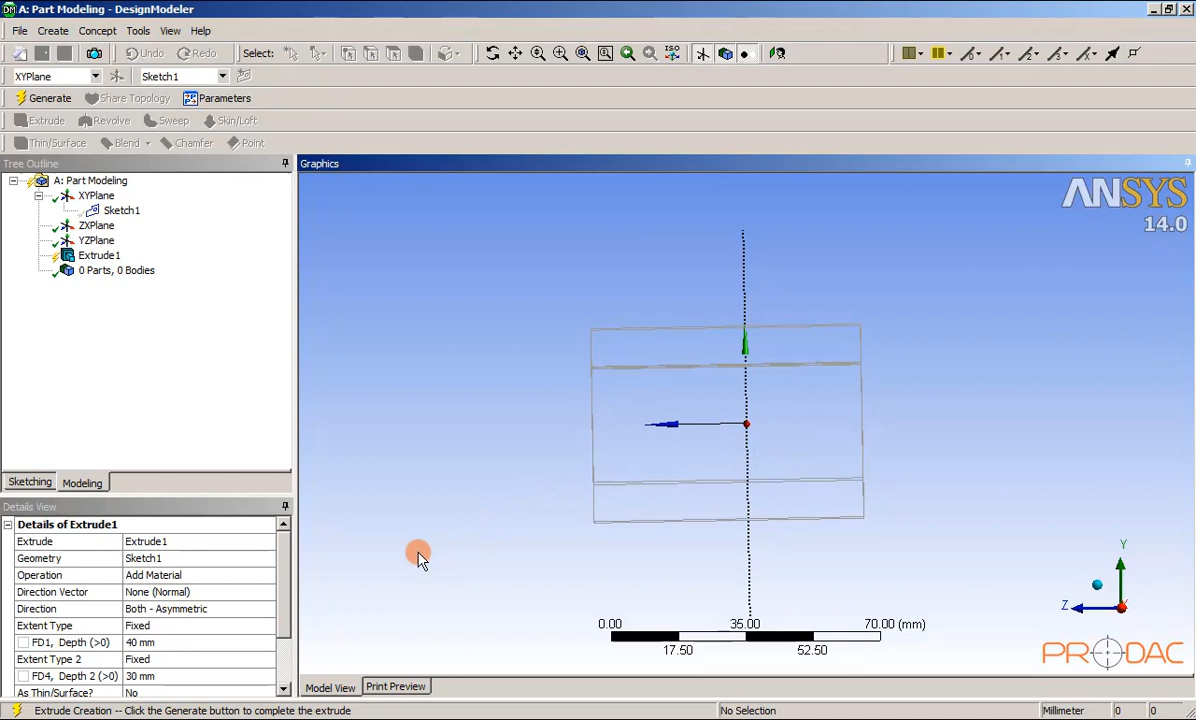 A: Part Modeling - DesignModeler
File Create Concept Tools View Help
Undo Redo Select:
XYPlane Sketch1
Generate Share Topology Parameters
Extrude Revolve Sweep Skin/Loft
Thin/Surface Blend Chamfer Point
Tree Outline
A: Part Modeling
XYPlane
Sketch1
ZXPlane
YZPlane
Extrude1
0 Parts, 0 Bodies
Sketching Modeling
Details View
Details of Extrude1
Extrude Extrude1
Geometry Sketch1
Operation Add Material
Direction Vector None (Normal)
Direction Both - Asymmetric
Extent Type Fixed
FD1, Depth (>0) 40 mm
Extent Type 2 Fixed
FD4, Depth 2 (>0) 30 mm
As Thin/Surface? No
Graphics
ANSYS
14.0
0.00 35.00 70.00 (mm)
17.50 52.50
Y
Z
PRODAC
Model View Print Preview
Extrude Creation -- Click the Generate button to complete the extrude No Selection Millimeter 0 0